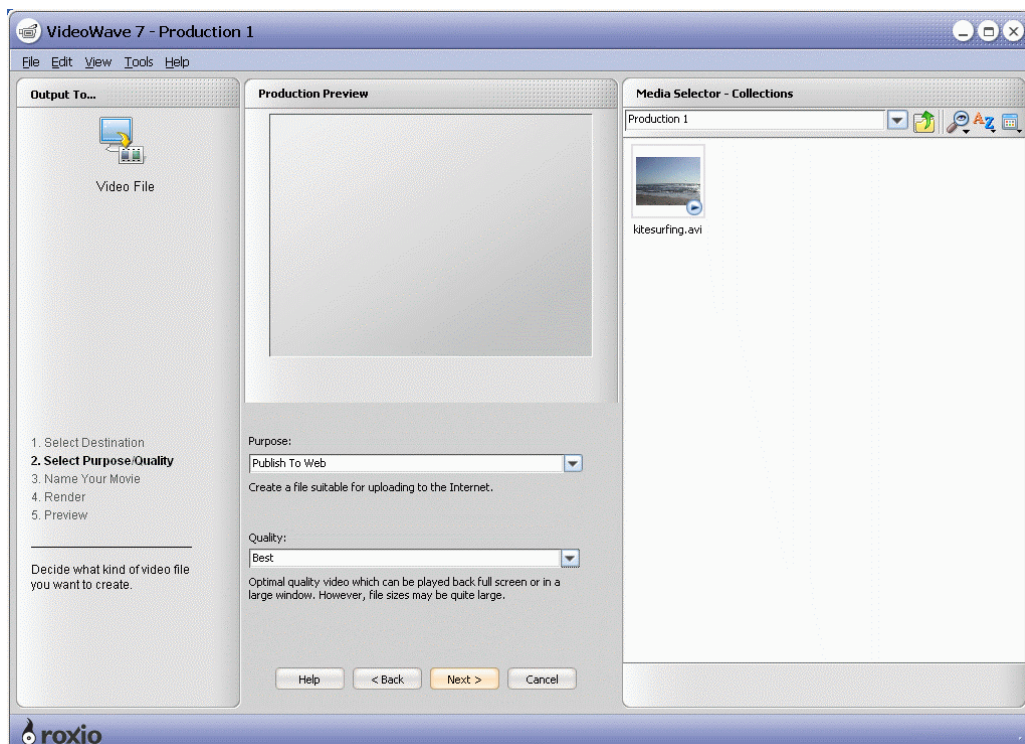 VideoWave 7 - Production 1
File Edit View Tools Help
Output To...
Video File
1. Select Destination
2. Select Purpose/Quality
3. Name Your Movie
4. Render
5. Preview
Decide what kind of video file
you want to create.
Production Preview
Purpose:
Publish To Web
Create a file suitable for uploading to the Internet.
Quality:
Best
Optimal quality video which can be played back full screen or in a
large window. However, file sizes may be quite large.
Help < Back Next > Cancel
Media Selector - Collections
Production 1
AZ
kitesurfing.avi
roxio